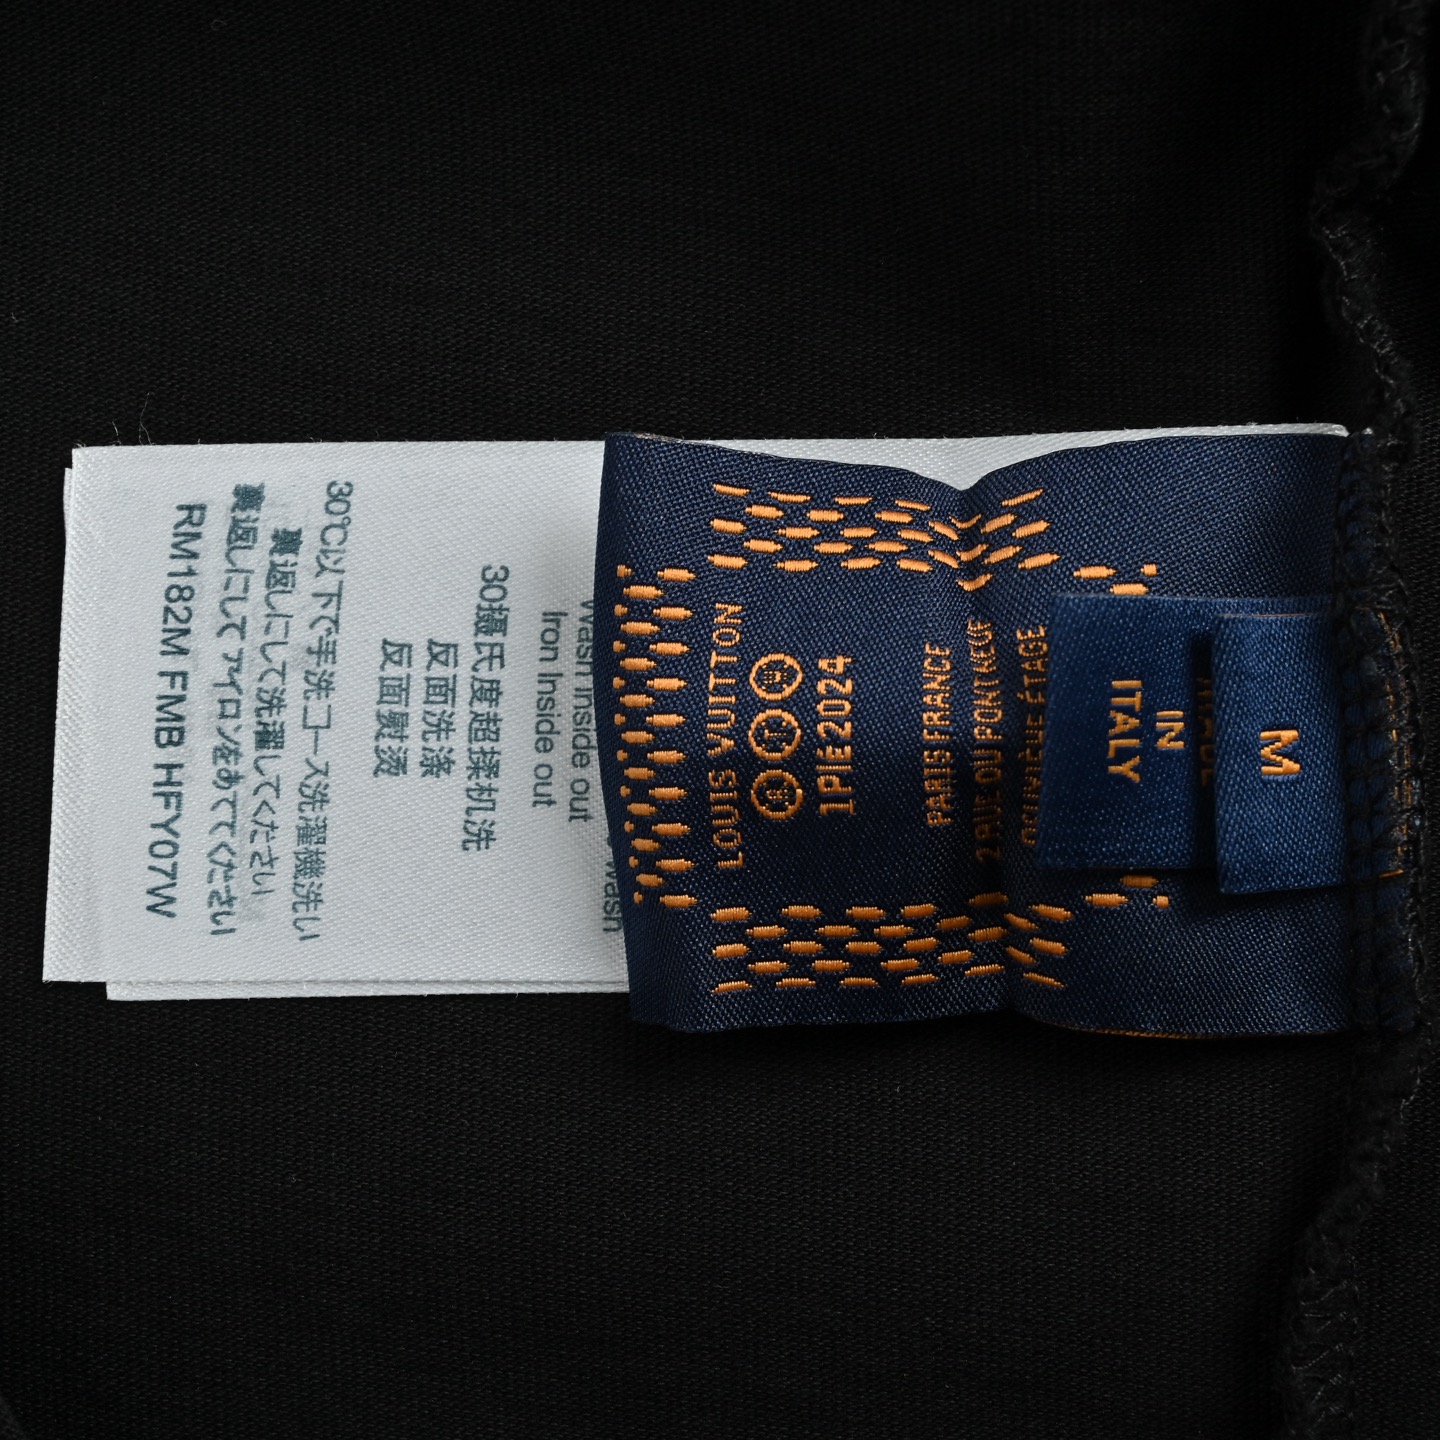 M
IN
ITALY
PARIS FRANCE
2 RUE DU PONT NEUF
1PIE 2024
LOUIS VUITTON
wash
Wash inside out
Iron Inside out
30摄氏度超揉机洗
反面洗涤
反面熨烫
30℃以下で手洗コース洗濯機洗い
裏返しにして洗濯してください
裏返しにして アイロンをあててください
RM182M FMB HFY07W